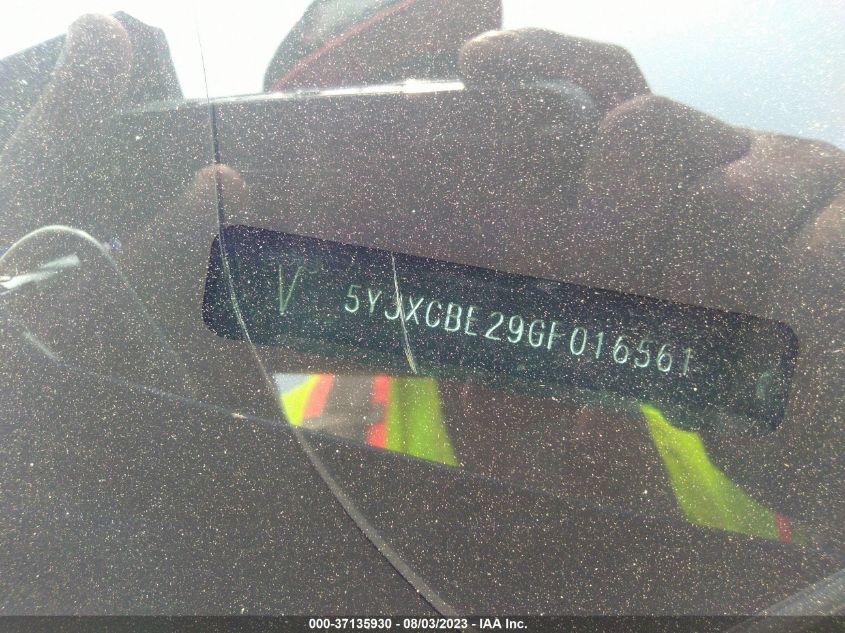 V 5YJXCBE29GF016561
000-37135930 - 08/03/2023 - IAA Inc.